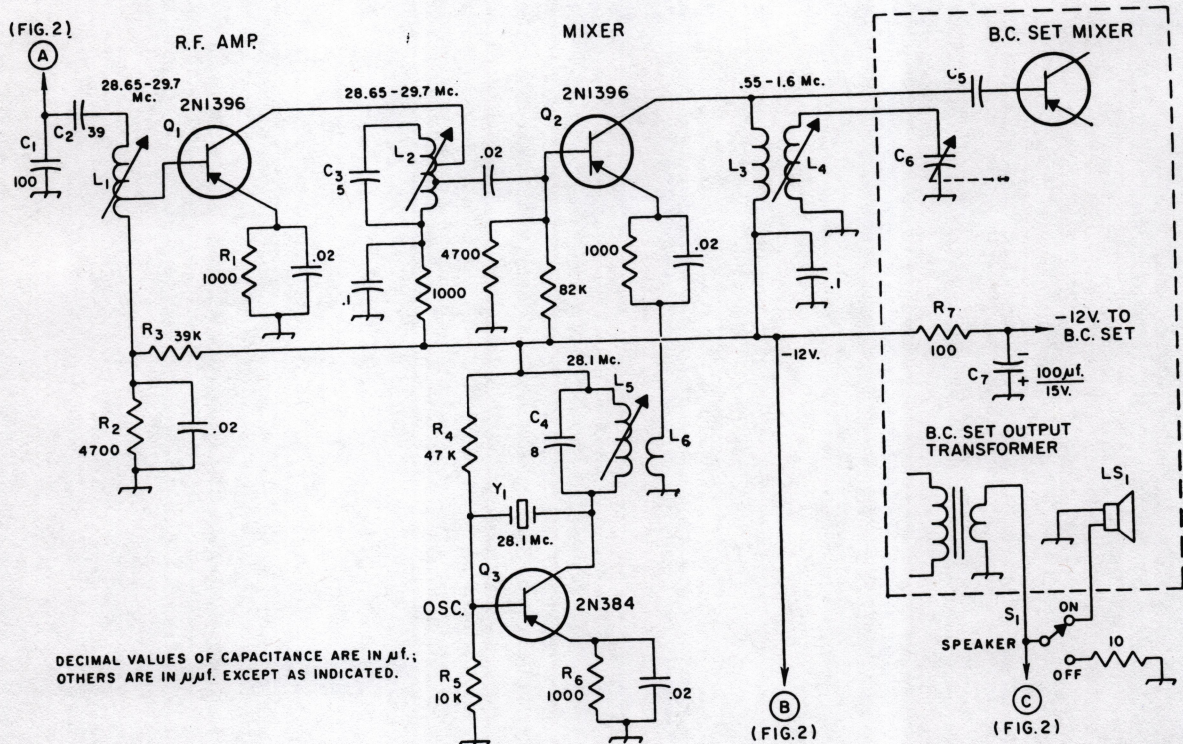 (FIG.2)
A
R.F. AMP.
MIXER
B.C. SET MIXER
28.65-29.7
Mc.
2N1396
28.65-29.7 Mc.
2N1396
.55-1.6 Mc.
C5
C2
39
Q1
Q2
C1
100
L1
C3
5
L2
.02
L3
L4
C6
R1
1000
.02
4700
1000
.02
.1
1000
82K
.1
R3 39K
R7
100
-12V. TO
B.C. SET
28.1 Mc.
-12V.
C7
-
+
100µf.
15V.
R2
4700
.02
R4
47K
C4
8
L5
L6
B.C. SET OUTPUT
TRANSFORMER
LS1
Y1
28.1 Mc.
Q3
OSC.
2N384
S1
ON
SPEAKER
10
OFF
DECIMAL VALUES OF CAPACITANCE ARE IN µf.;
OTHERS ARE IN µµf. EXCEPT AS INDICATED.
R5
10K
R6
1000
.02
B
(FIG.2)
C
(FIG.2)